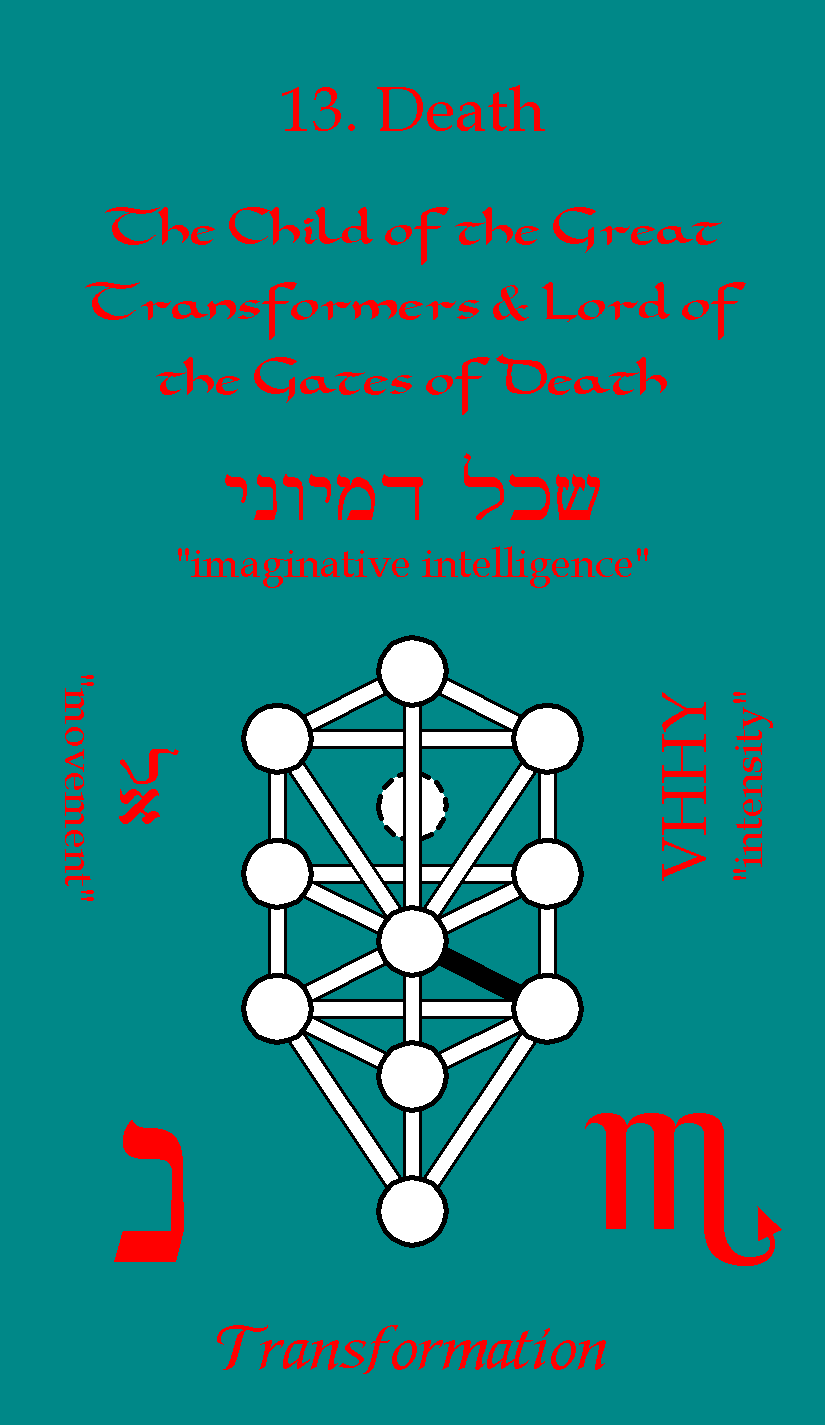 13. Death
The Child of the Great
Transformers & Lord of
the Gates of Death
שכל דמיוני
"imaginative intelligence"
"movement"
אל
VHHY
"intensity"
נ
♏
Transformation